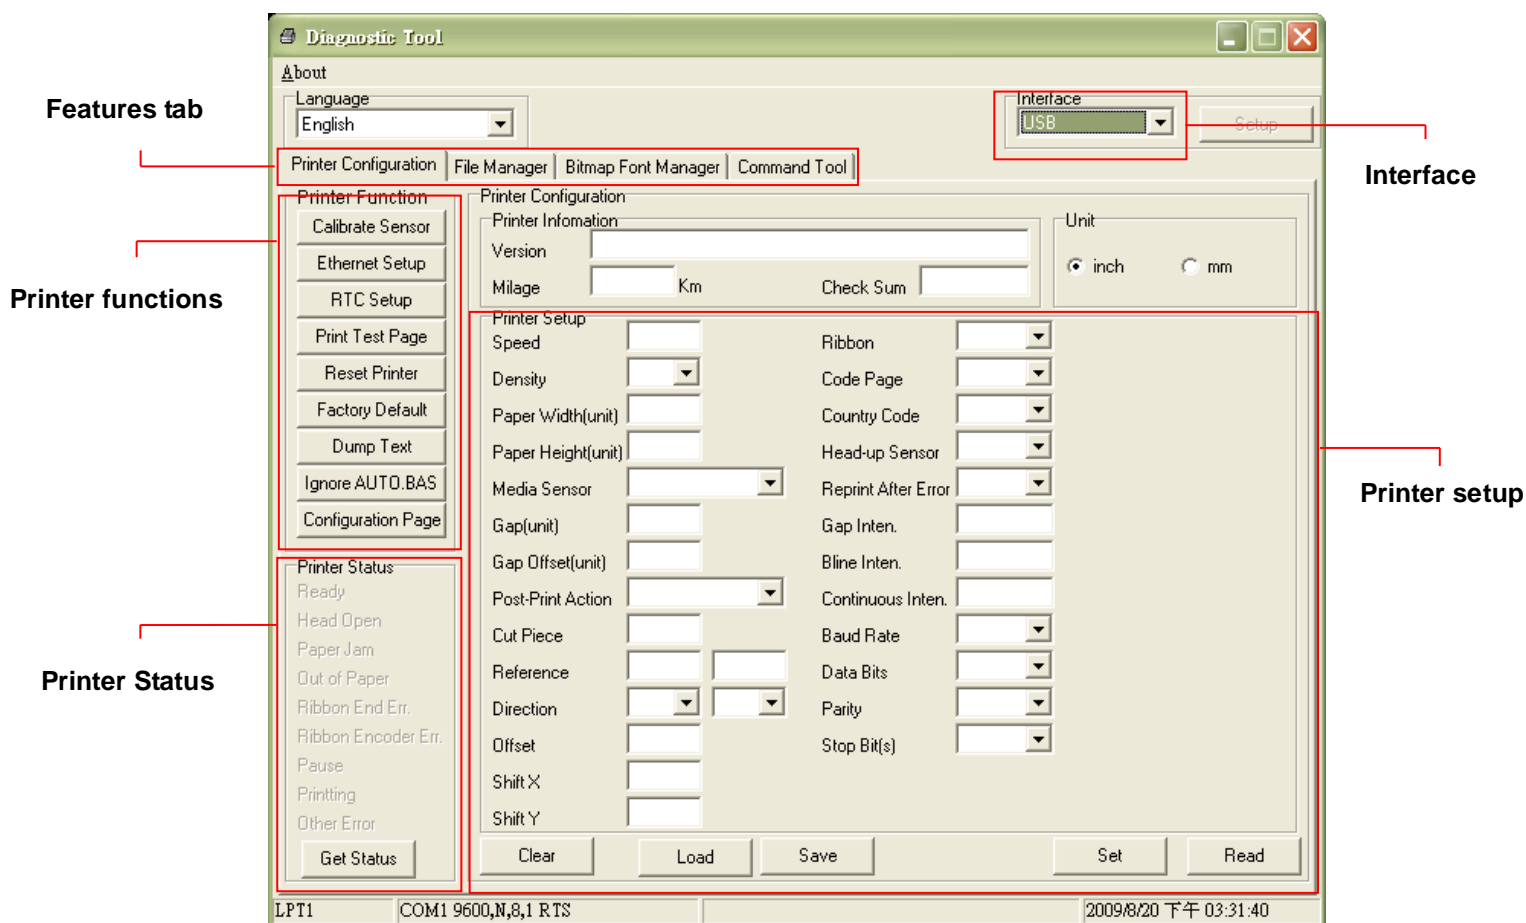 Diagnostic Tool
About
Features tab
Language
English
Interface
USB
Setup
Interface
Printer Configuration
File Manager
Bitmap Font Manager
Command Tool
Printer functions
Printer Function
Calibrate Sensor
Ethernet Setup
RTC Setup
Print Test Page
Reset Printer
Factory Default
Dump Text
Ignore AUTO.BAS
Configuration Page
Printer Configuration
Printer Infomation
Version
Milage
Km
Check Sum
Unit
inch
mm
Printer Setup
Speed
Density
Paper Width(unit)
Paper Height(unit)
Media Sensor
Gap(unit)
Gap Offset(unit)
Post-Print Action
Cut Piece
Reference
Direction
Offset
Shift X
Shift Y
Ribbon
Code Page
Country Code
Head-up Sensor
Reprint After Error
Gap Inten.
Bline Inten.
Continuous Inten.
Baud Rate
Data Bits
Parity
Stop Bit(s)
Printer setup
Printer Status
Printer Status
Ready
Head Open
Paper Jam
Out of Paper
Ribbon End Err.
Ribbon Encoder Err.
Pause
Printting
Other Error
Get Status
Clear
Load
Save
Set
Read
LPT1
COM1 9600,N,8,1 RTS
2009/8/20 下午 03:31:40